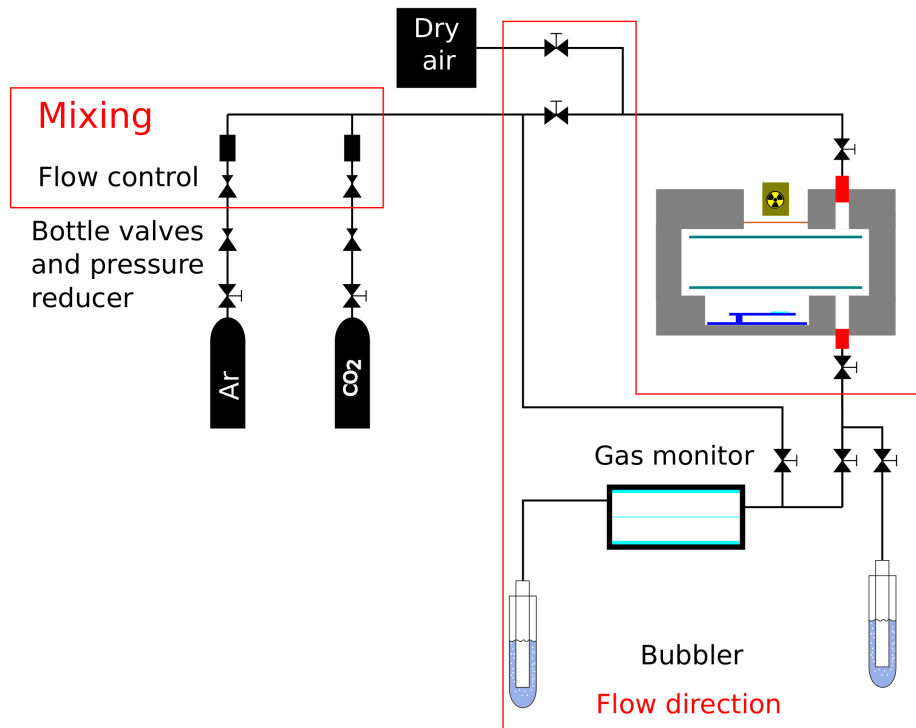 Dry
air
Mixing
Flow control
Bottle valves
and pressure
reducer
Ar
CO₂
Gas monitor
Bubbler
Flow direction